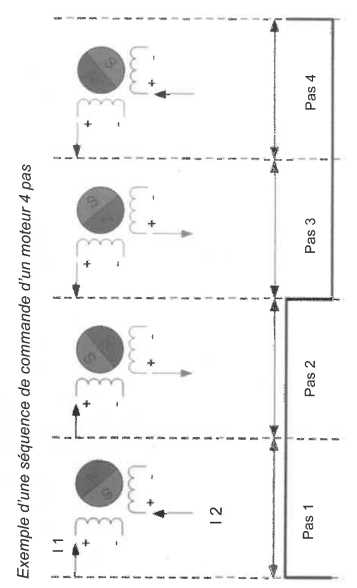 Exemple d'une séquence de commande d'un moteur 4 pas
I 1
+
-
+
-
I 2
S
Pas 1
+
-
+
-
S
Pas 2
+
-
+
-
S
Pas 3
+
-
+
-
S
Pas 4